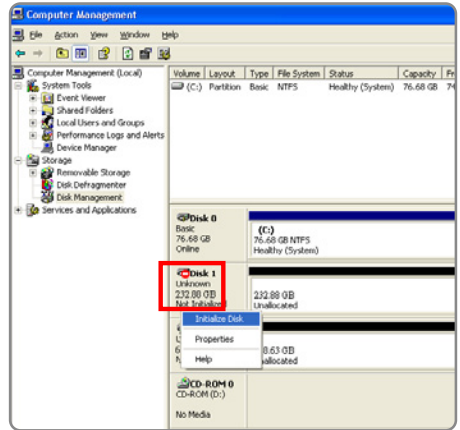 Computer Management
File Action View Window Help
Computer Management (Local)
System Tools
Event Viewer
Shared Folders
Local Users and Groups
Performance Logs and Alerts
Device Manager
Storage
Removable Storage
Disk Defragmenter
Disk Management
Services and Applications
Volume Layout Type File System Status Capacity
(C:) Partition Basic NTFS Healthy (System) 76.68 GB
Disk 0
Basic
76.68 GB
Online
(C:)
76.68 GB NTFS
Healthy (System)
Disk 1
Unknown
232.88 GB
Not Initialized
232.88 GB
Unallocated
Initialize Disk
Properties
Help
CD-ROM 0
CD-ROM (D:)
No Media